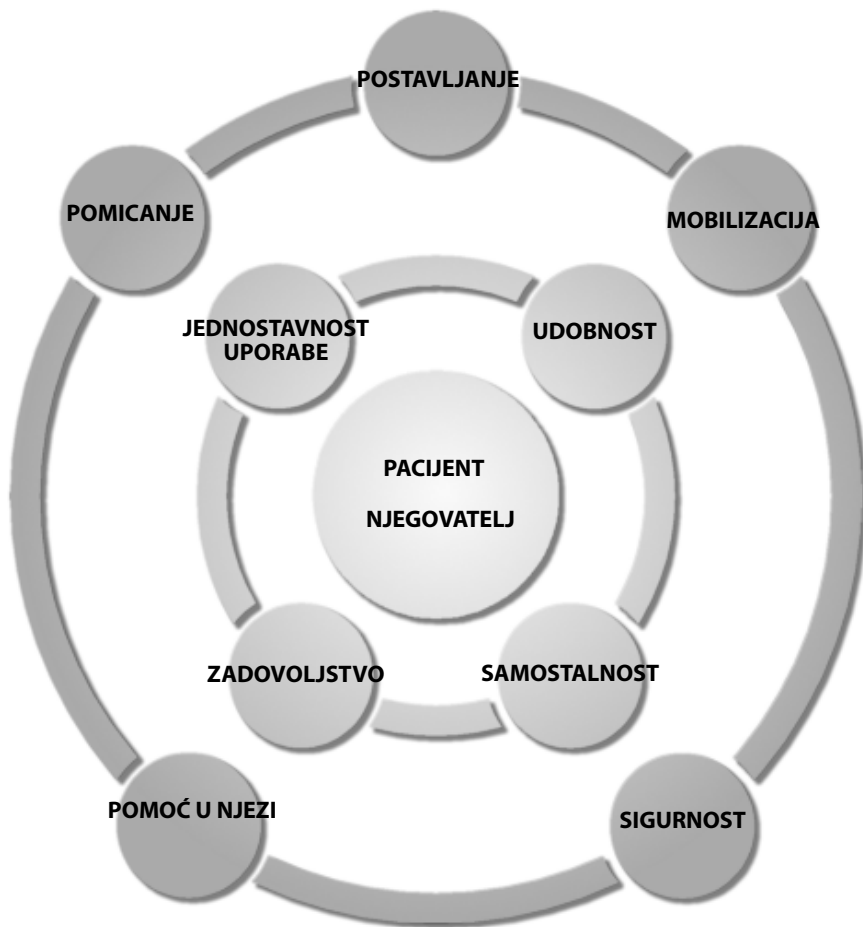 POSTAVLJANJE
POMICANJE
MOBILIZACIJA
JEDNOSTAVNOST
UPORABE
UDOBNOST
PACIJENT
NJEGOVATELJ
ZADOVOLJSTVO
SAMOSTALNOST
POMOĆ U NJEZI
SIGURNOST